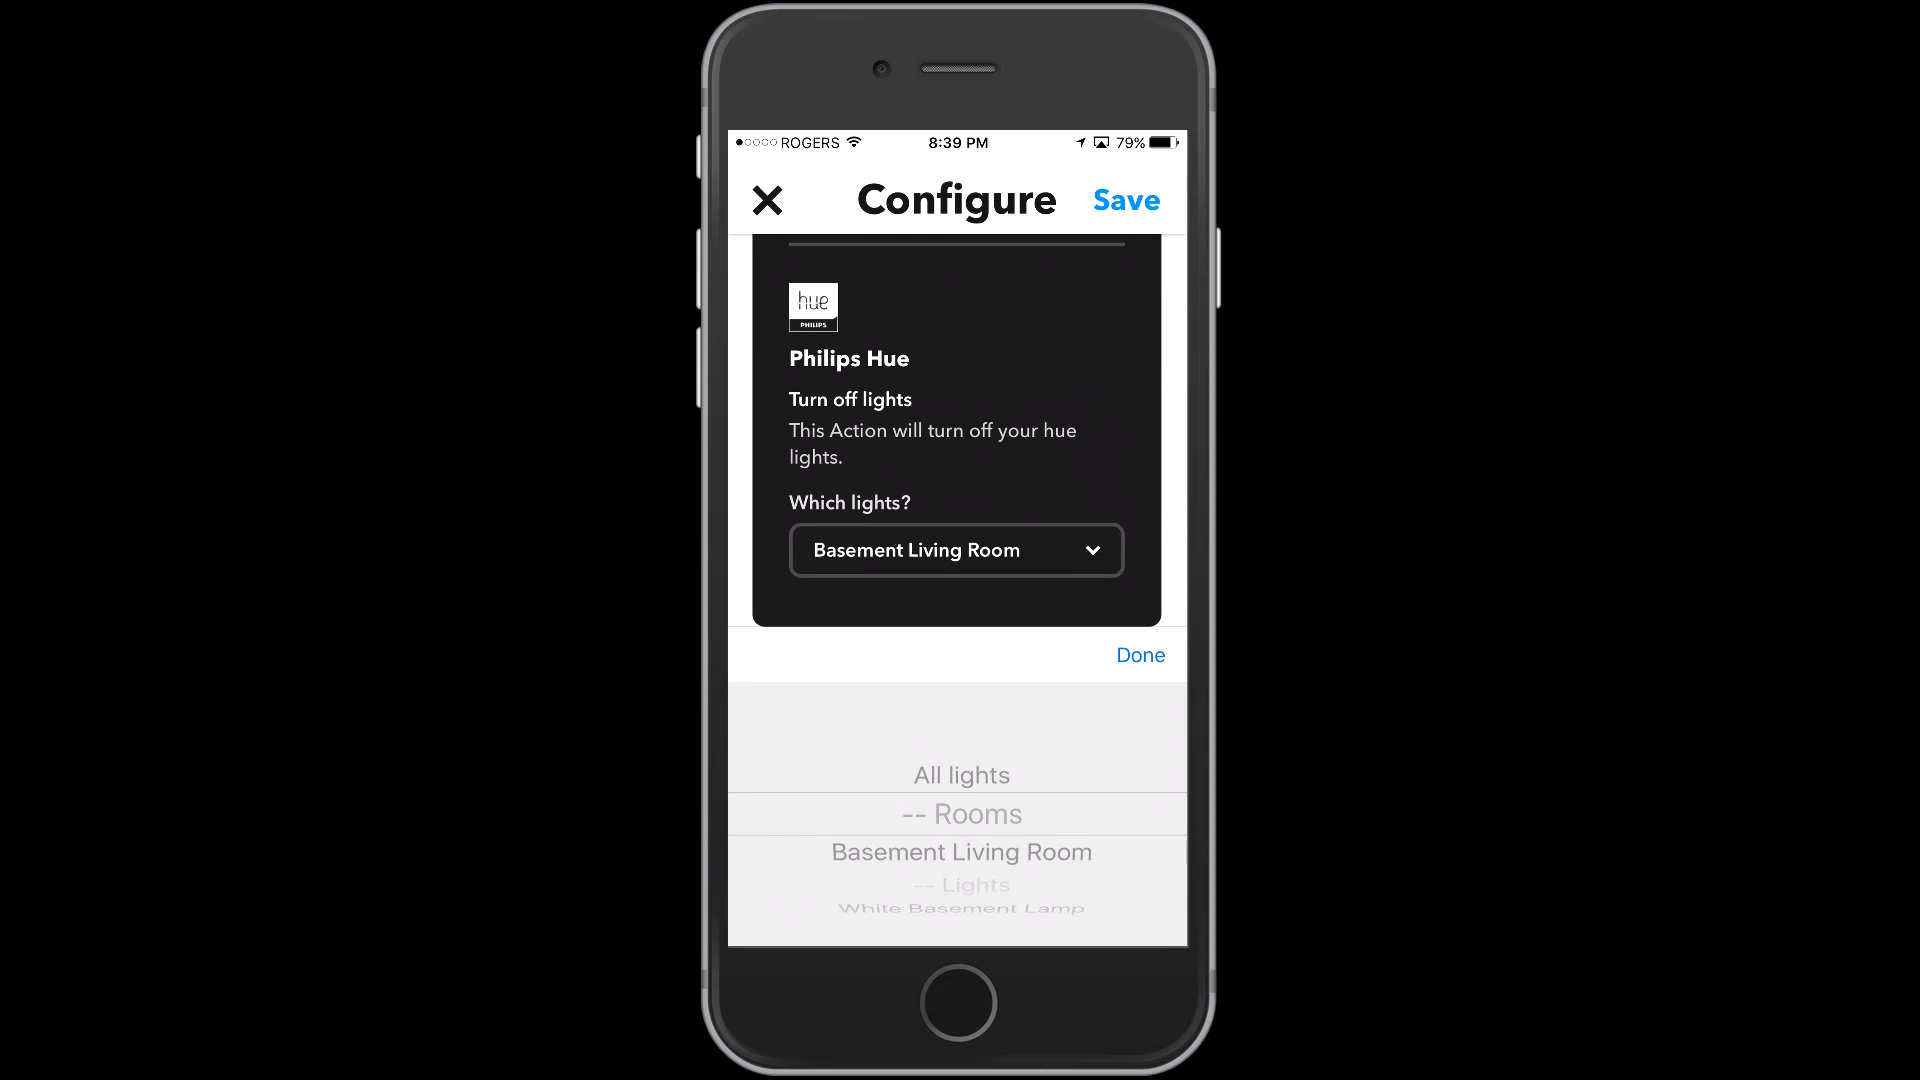 ROGERS 8:39 PM 79%
Configure Save
hue
PHILIPS
Philips Hue
Turn off lights
This Action will turn off your hue
lights.
Which lights?
Basement Living Room
Done
All lights
-- Rooms
Basement Living Room
-- Lights
White Basement Lamp